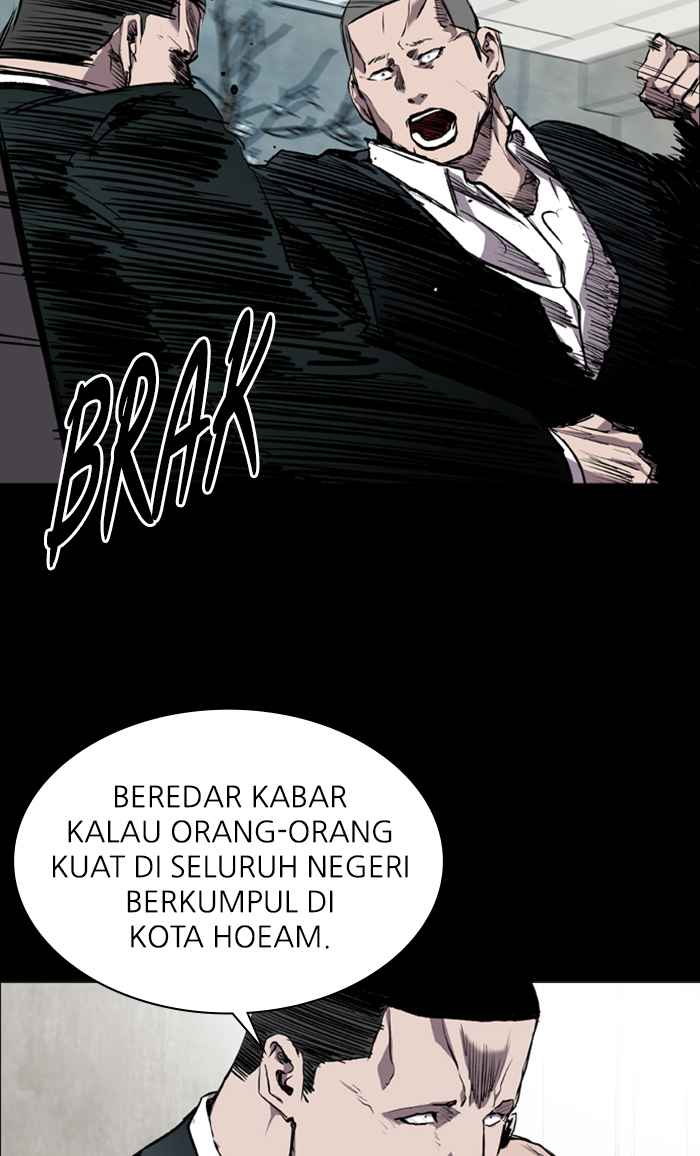 BRAK
BEREDAR KABAR
KALAU ORANG-ORANG
KUAT DI SELURUH NEGERI
BERKUMPUL DI
KOTA HOEAM.